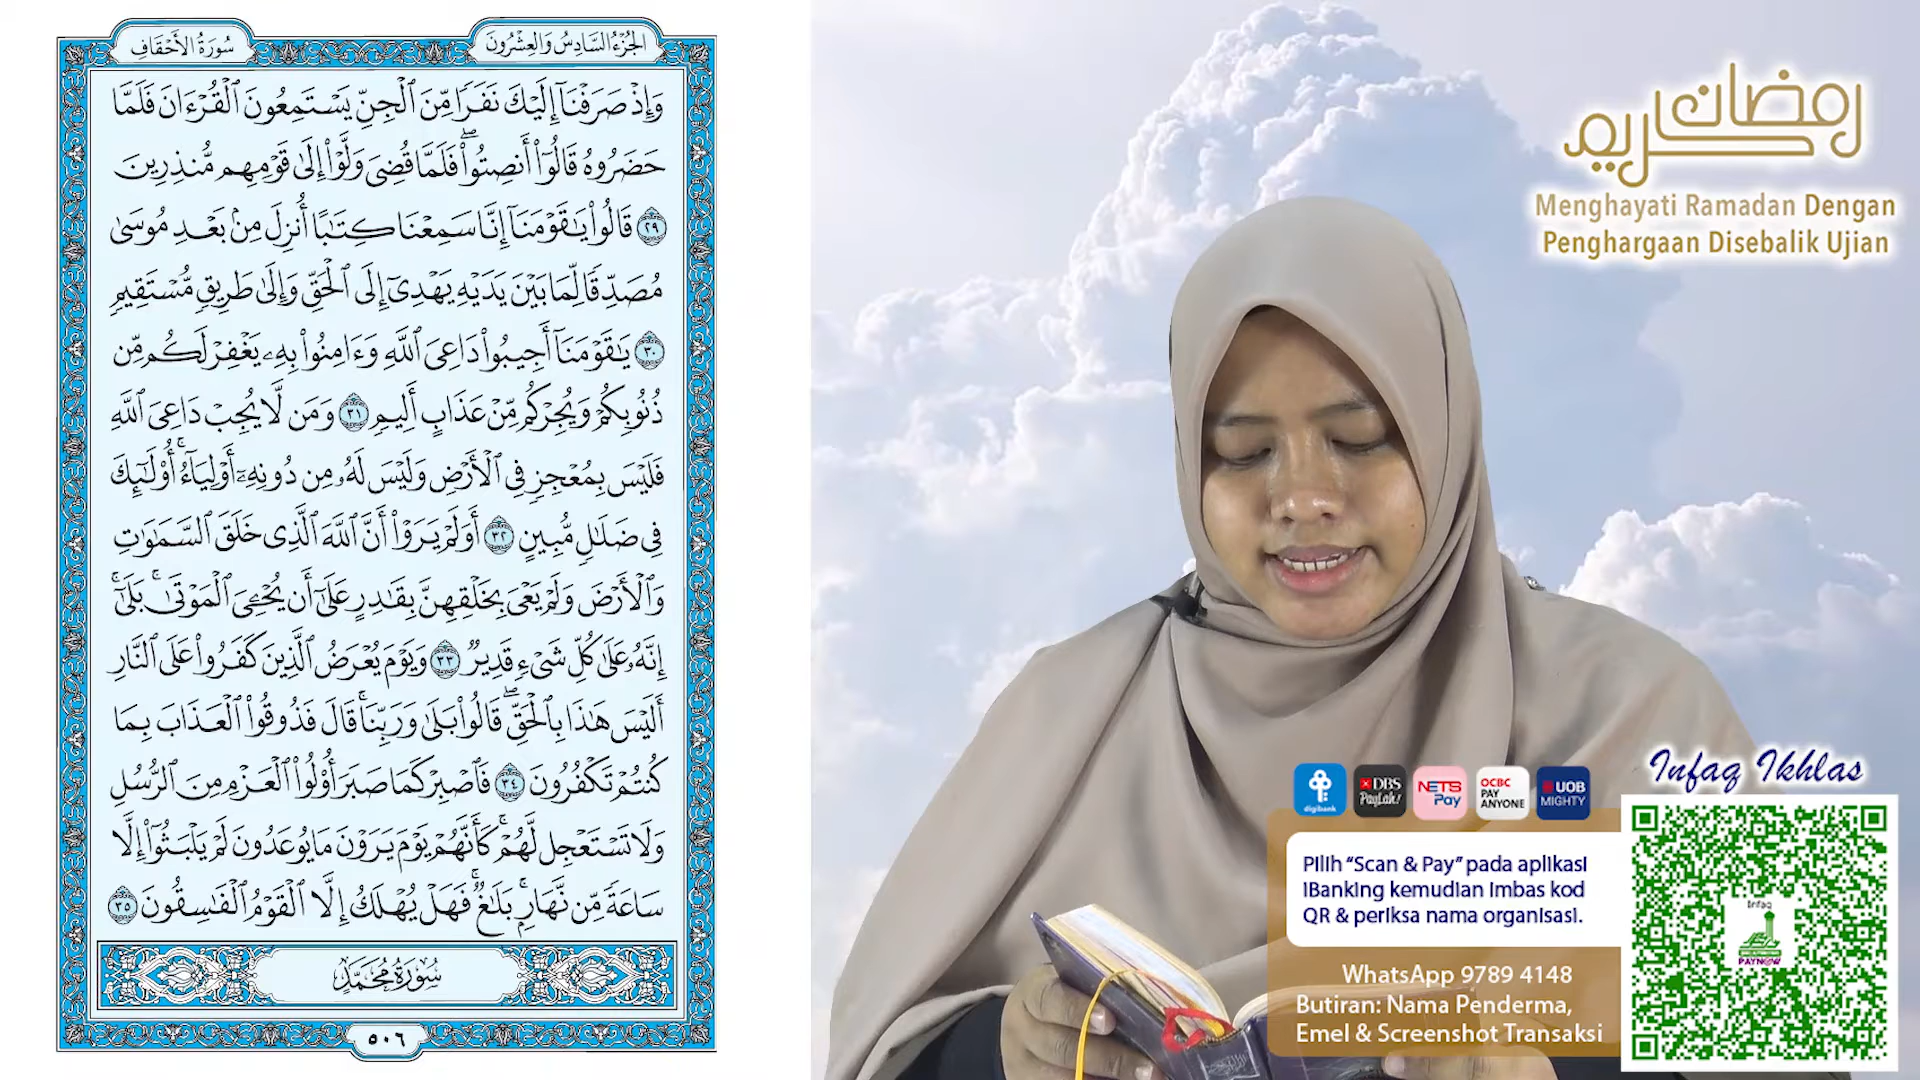 سُورَةُ الأَحْقَافِ
الجُزْءُ السَّادِسُ وَالعِشْرُونَ
وَإِذْ صَرَفْنَآ إِلَيْكَ نَفَرًا مِّنَ ٱلْجِنِّ يَسْتَمِعُونَ ٱلْقُرْءَانَ فَلَمَّا
حَضَرُوهُ قَالُوٓا۟ أَنصِتُوا۟ ۖ فَلَمَّا قُضِىَ وَلَّوْا۟ إِلَىٰ قَوْمِهِم مُّنذِرِينَ
٢٩ قَالُوا۟ يَٰقَوْمَنَآ إِنَّا سَمِعْنَا كِتَٰبًا أُنزِلَ مِنۢ بَعْدِ مُوسَىٰ
مُصَدِّقًا لِّمَا بَيْنَ يَدَيْهِ يَهْدِىٓ إِلَى ٱلْحَقِّ وَإِلَىٰ طَرِيقٍ مُّسْتَقِيمٍ
٣٠ يَٰقَوْمَنَآ أَجِيبُوا۟ دَاعِىَ ٱللَّهِ وَءَامِنُوا۟ بِهِۦ يَغْفِرْ لَكُم مِّن
ذُنُوبِكُمْ وَيُجِرْكُم مِّنْ عَذَابٍ أَلِيمٍ ٣١ وَمَن لَّا يُجِبْ دَاعِىَ ٱللَّهِ
فَلَيْسَ بِمُعْجِزٍ فِى ٱلْأَرْضِ وَلَيْسَ لَهُۥ مِن دُونِهِۦٓ أَوْلِيَآءُ ۚ أُو۟لَٰٓئِكَ
فِى ضَلَٰلٍ مُّبِينٍ ٣٢ أَوَلَمْ يَرَوْا۟ أَنَّ ٱللَّهَ ٱلَّذِى خَلَقَ ٱلسَّمَٰوَٰتِ
وَٱلْأَرْضَ وَلَمْ يَعْىَ بِخَلْقِهِنَّ بِقَٰدِرٍ عَلَىٰٓ أَن يُحْۦِىَ ٱلْمَوْتَىٰ ۚ بَلَىٰٓ
إِنَّهُۥ عَلَىٰ كُلِّ شَىْءٍ قَدِيرٌ ٣٣ وَيَوْمَ يُعْرَضُ ٱلَّذِينَ كَفَرُوا۟ عَلَى ٱلنَّارِ
أَلَيْسَ هَٰذَا بِٱلْحَقِّ ۖ قَالُوا۟ بَلَىٰ وَرَبِّنَا ۚ قَالَ فَذُوقُوا۟ ٱلْعَذَابَ بِمَا
كُنتُمْ تَكْفُرُونَ ٣٤ فَٱصْبِرْ كَمَا صَبَرَ أُو۟لُوا۟ ٱلْعَزْمِ مِنَ ٱلرُّسُلِ
وَلَا تَسْتَعْجِل لَّهُمْ ۚ كَأَنَّهُمْ يَوْمَ يَرَوْنَ مَا يُوعَدُونَ لَمْ يَلْبَثُوٓا۟ إِلَّا
سَاعَةً مِّن نَّهَارٍۭ ۚ بَلَٰغٌ ۚ فَهَلْ يُهْلَكُ إِلَّا ٱلْقَوْمُ ٱلْفَٰسِقُونَ ٣٥
سُورَةُ مُحَمَّدٍ
٥٠٦
رمضان كريم
Menghayati Ramadan Dengan
Penghargaan Disebalik Ujian
Infaq Ikhlas
digibank
DBS PayLah!
NETS Pay
OCBC PAY ANYONE
UOB MIGHTY
Pilih “Scan & Pay” pada aplikasi
iBanking kemudian imbas kod
QR & periksa nama organisasi.
WhatsApp 9789 4148
Butiran: Nama Penderma,
Emel & Screenshot Transaksi
Infaq
PAYNOW